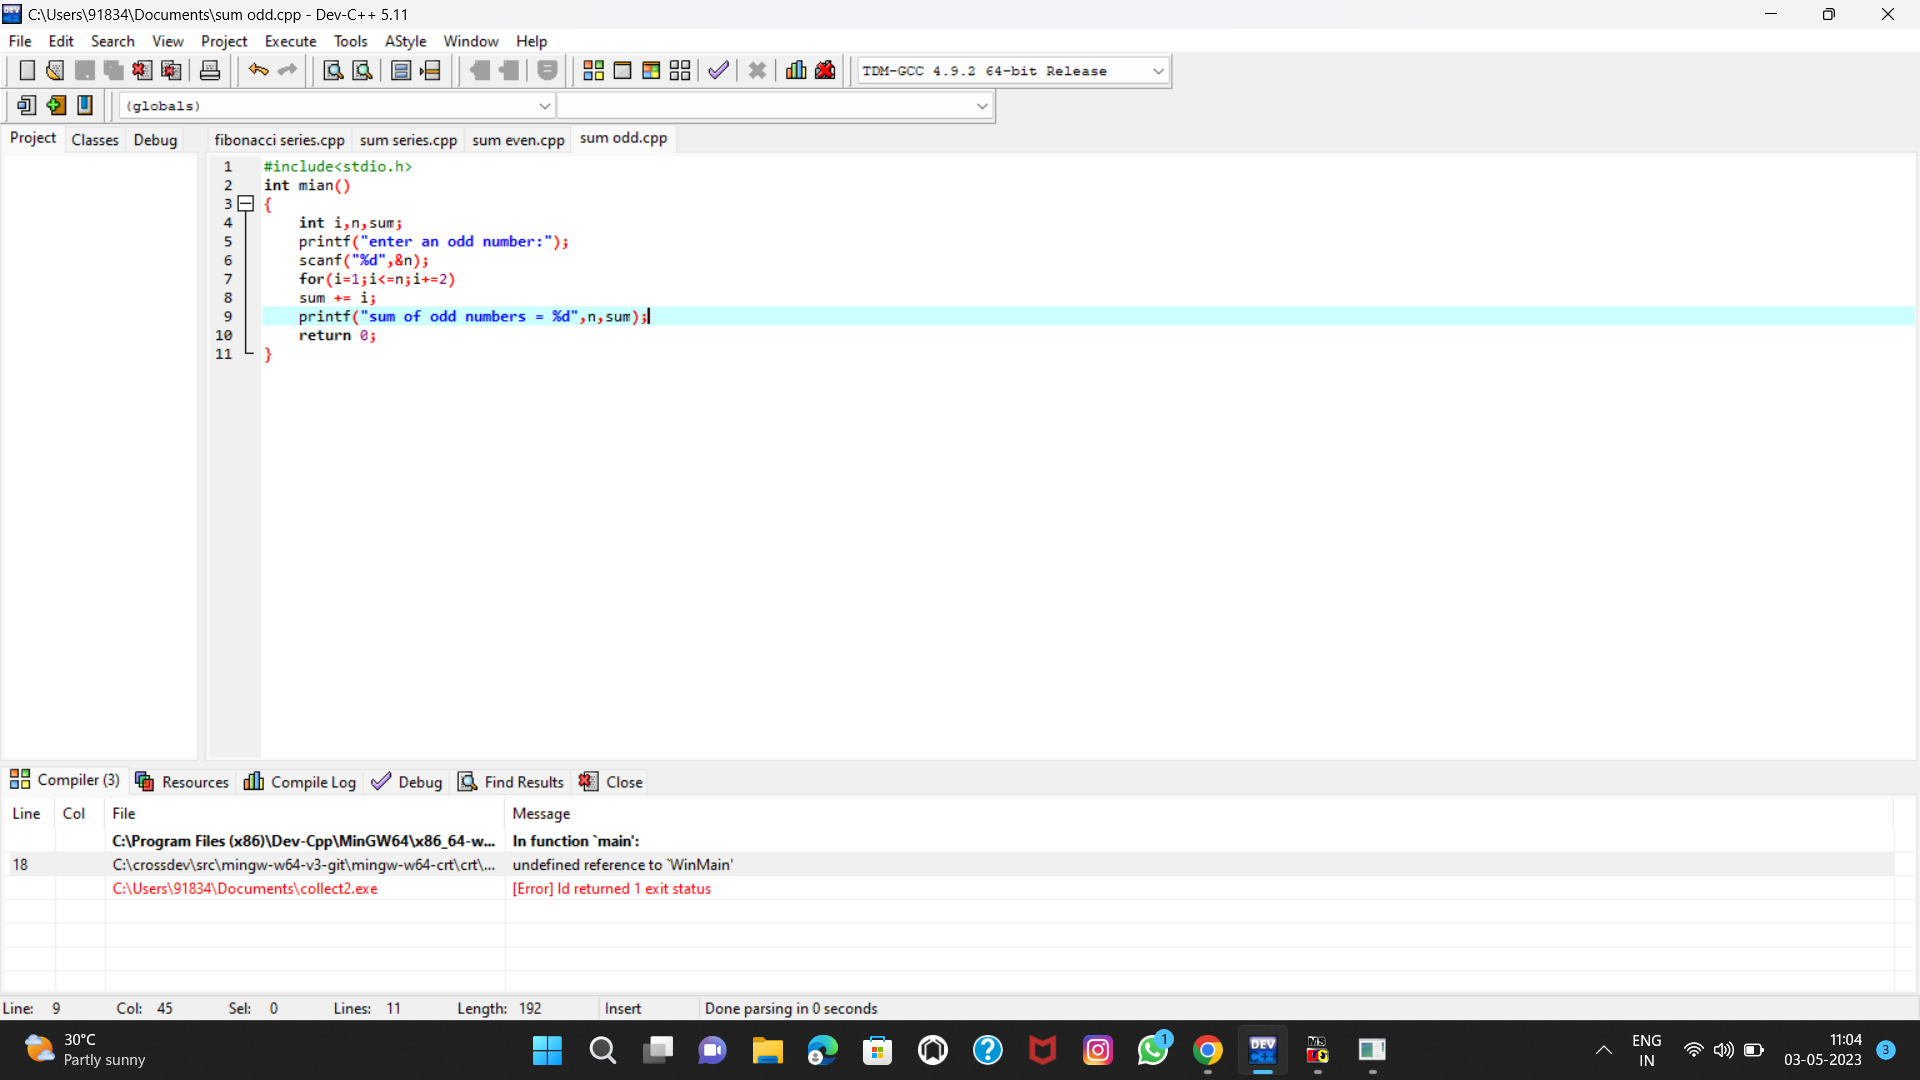 C:\Users\91834\Documents\sum odd.cpp - Dev-C++ 5.11
File Edit Search View Project Execute Tools AStyle Window Help
TDM-GCC 4.9.2 64-bit Release
(globals)
Project Classes Debug fibonacci series.cpp sum series.cpp sum even.cpp sum odd.cpp
1 #include<stdio.h>
2 int mian()
3 {
4 int i,n,sum;
5 printf("enter an odd number:");
6 scanf("%d",&n);
7 for(i=1;i<=n;i+=2)
8 sum += i;
9 printf("sum of odd numbers = %d",n,sum);
10 return 0;
11 }
Compiler (3) Resources Compile Log Debug Find Results Close
Line Col File Message
C:\Program Files (x86)\Dev-Cpp\MinGW64\x86_64-w... In function `main':
18 C:\crossdev\src\mingw-w64-v3-git\mingw-w64-crt\crt\... undefined reference to `WinMain'
C:\Users\91834\Documents\collect2.exe [Error] ld returned 1 exit status
Line: 9 Col: 45 Sel: 0 Lines: 11 Length: 192 Insert Done parsing in 0 seconds
30°C
Partly sunny
1
DEV
C++
MS
ENG
IN
11:04
03-05-2023
3